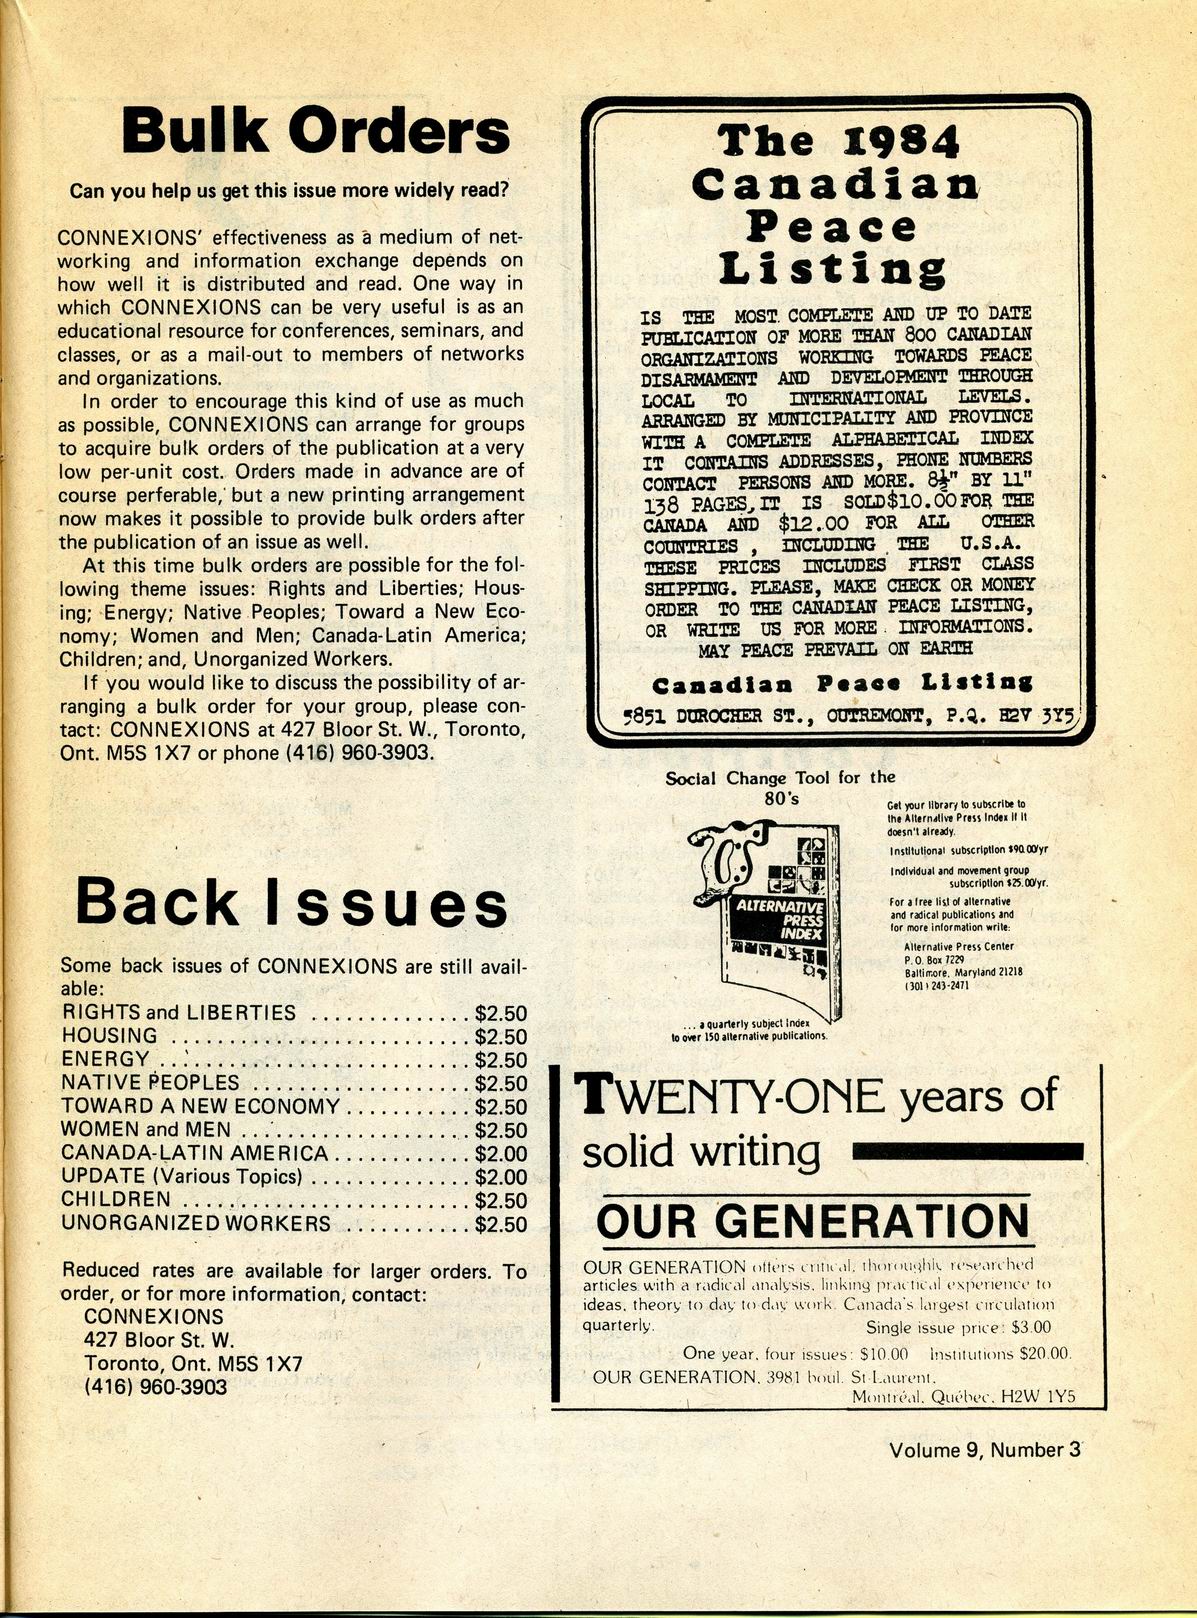 Bulk Orders
Can you help us get this issue more widely read?
CONNEXIONS' effectiveness as a medium of net-
working and information exchange depends on
how well it is distributed and read. One way in
which CONNEXIONS can be very useful is as an
educational resource for conferences, seminars, and
classes, or as a mail-out to members of networks
and organizations.
In order to encourage this kind of use as much
as possible, CONNEXIONS can arrange for groups
to acquire bulk orders of the publication at a very
low per-unit cost. Orders made in advance are of
course perferable, but a new printing arrangement
now makes it possible to provide bulk orders after
the publication of an issue as well.
At this time bulk orders are possible for the fol-
lowing theme issues: Rights and Liberties; Hous-
ing; Energy; Native Peoples; Toward a New Eco-
nomy; Women and Men; Canada-Latin America;
Children; and, Unorganized Workers.
If you would like to discuss the possibility of ar-
ranging a bulk order for your group, please con-
tact: CONNEXIONS at 427 Bloor St. W., Toronto,
Ont. M5S 1X7 or phone (416) 960-3903.
Back Issues
Some back issues of CONNEXIONS are still avail-
able:
RIGHTS and LIBERTIES .............. $2.50
HOUSING .......................... $2.50
ENERGY ........................... $2.50
NATIVE PEOPLES ................... $2.50
TOWARD A NEW ECONOMY ........... $2.50
WOMEN and MEN .................... $2.50
CANADA-LATIN AMERICA ............ $2.00
UPDATE (Various Topics) .............. $2.00
CHILDREN ......................... $2.50
UNORGANIZED WORKERS ........... $2.50
Reduced rates are available for larger orders. To
order, or for more information, contact:
CONNEXIONS
427 Bloor St. W.
Toronto, Ont. M5S 1X7
(416) 960-3903
The 1984
Canadian
Peace
Listing
IS THE MOST COMPLETE AND UP TO DATE
PUBLICATION OF MORE THAN 800 CANADIAN
ORGANIZATIONS WORKING TOWARDS PEACE
DISARMAMENT AND DEVELOPMENT THROUGH
LOCAL TO INTERNATIONAL LEVELS.
ARRANGED BY MUNICIPALITY AND PROVINCE
WITH A COMPLETE ALPHABETICAL INDEX
IT CONTAINS ADDRESSES, PHONE NUMBERS
CONTACT PERSONS AND MORE. 8½" BY 11"
138 PAGES, IT IS SOLD $10.00 FOR THE
CANADA AND $12.00 FOR ALL OTHER
COUNTRIES , INCLUDING THE U.S.A.
THESE PRICES INCLUDES FIRST CLASS
SHIPPING. PLEASE, MAKE CHECK OR MONEY
ORDER TO THE CANADIAN PEACE LISTING,
OR WRITE US FOR MORE INFORMATIONS.
MAY PEACE PREVAIL ON EARTH
Canadian Peace Listing
5851 DUROCHER ST., OUTREMONT, P.Q. H2V 3Y5
Social Change Tool for the
80's
ALTERNATIVE
PRESS
INDEX
... a quarterly subject index
to over 150 alternative publications.
Get your library to subscribe to
the Alternative Press Index if it
doesn't already.
Institutional subscription $90.00/yr
Individual and movement group
subscription $25.00/yr.
For a free list of alternative
and radical publications and
for more information write:
Alternative Press Center
P.O. Box 7229
Baltimore, Maryland 21218
(301) 243-2471
TWENTY-ONE years of
solid writing
OUR GENERATION
OUR GENERATION offers critical, thoroughly researched
articles with a radical analysis, linking practical experience to
ideas, theory to day to day work. Canada's largest circulation
quarterly. Single issue price: $3.00
One year, four issues: $10.00 Institutions $20.00.
OUR GENERATION, 3981 boul. St-Laurent,
Montréal, Québec, H2W 1Y5
Volume 9, Number 3